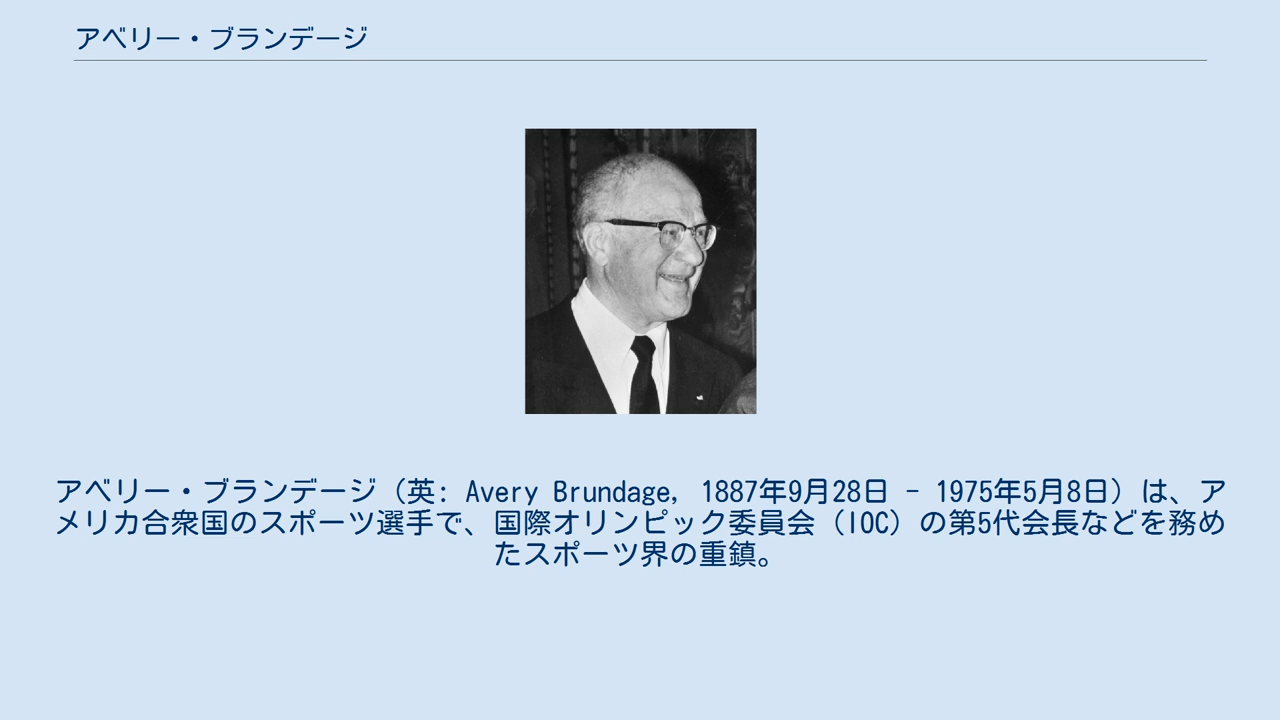 アベリー・ブランデージ
アベリー・ブランデージ（英: Avery Brundage, 1887年9月28日 - 1975年5月8日）は、ア
メリカ合衆国のスポーツ選手で、国際オリンピック委員会（IOC）の第5代会長などを務め
たスポーツ界の重鎮。